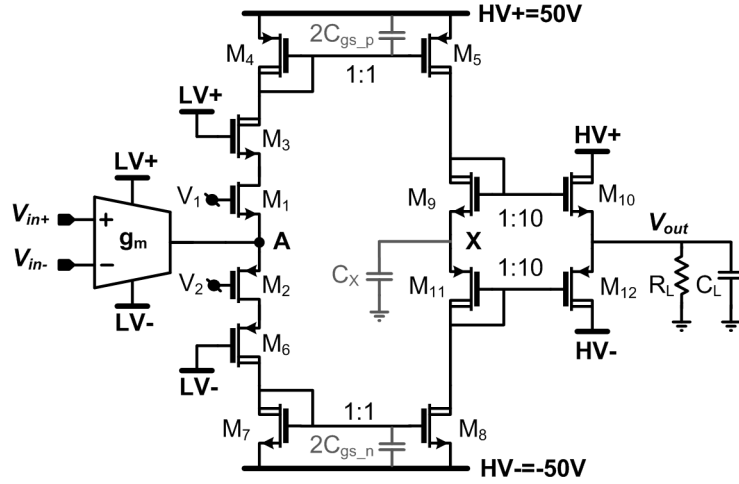 HV+=50V
2C_gs_p
M4
M5
1:1
LV+
M3
HV+
LV+
V1
M1
M9
M10
1:10
Vin+
+
gm
A
X
Vout
Vin-
−
1:10
V2
M2
CX
M11
M12
RL
CL
LV-
M6
HV-
LV-
1:1
M7
M8
2C_gs_n
HV-=-50V